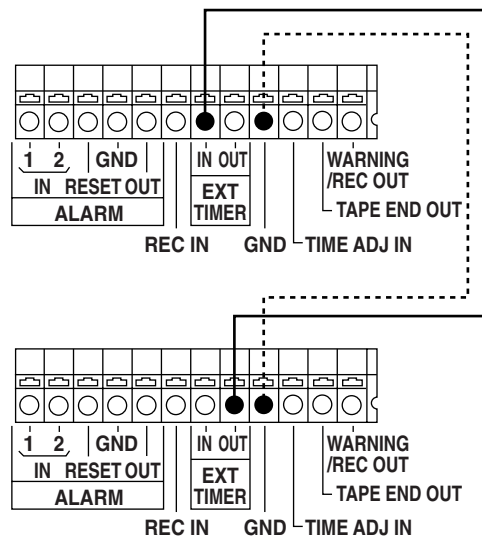 1 2 GND IN OUT WARNING
IN RESET OUT EXT /REC OUT
ALARM TIMER TAPE END OUT
REC IN GND TIME ADJ IN
1 2 GND IN OUT WARNING
IN RESET OUT EXT /REC OUT
ALARM TIMER TAPE END OUT
REC IN GND TIME ADJ IN